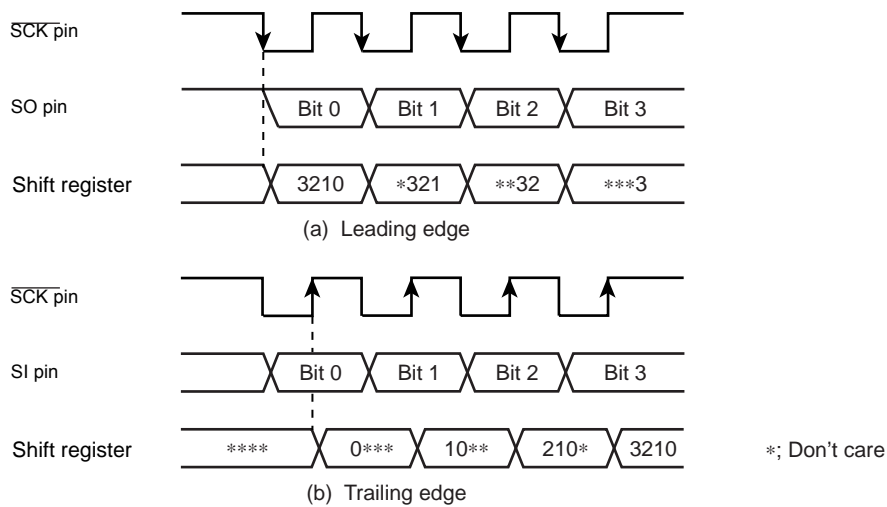 SCK pin
SO pin
Bit 0 Bit 1 Bit 2 Bit 3
Shift register
3210 *321 **32 ***3
(a) Leading edge
SCK pin
SI pin
Bit 0 Bit 1 Bit 2 Bit 3
Shift register
**** 0*** 10** 210* 3210
*; Don't care
(b) Trailing edge